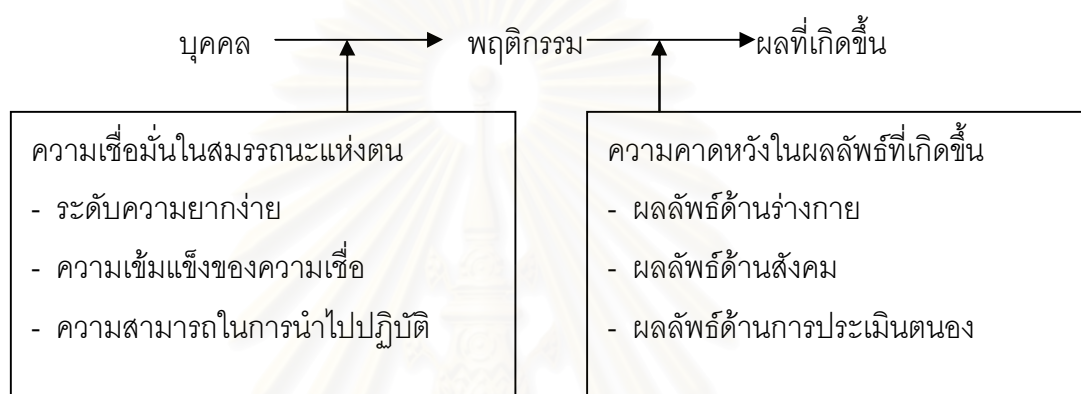 บุคคล พฤติกรรม ผลที่เกิดขึ้น
ความเชื่อมั่นในสมรรถนะแห่งตน
- ระดับความยากง่าย
- ความเข้มแข็งของความเชื่อ
- ความสามารถในการนำไปปฏิบัติ
ความคาดหวังในผลลัพธ์ที่เกิดขึ้น
- ผลลัพธ์ด้านร่างกาย
- ผลลัพธ์ด้านสังคม
- ผลลัพธ์ด้านการประเมินตนอง